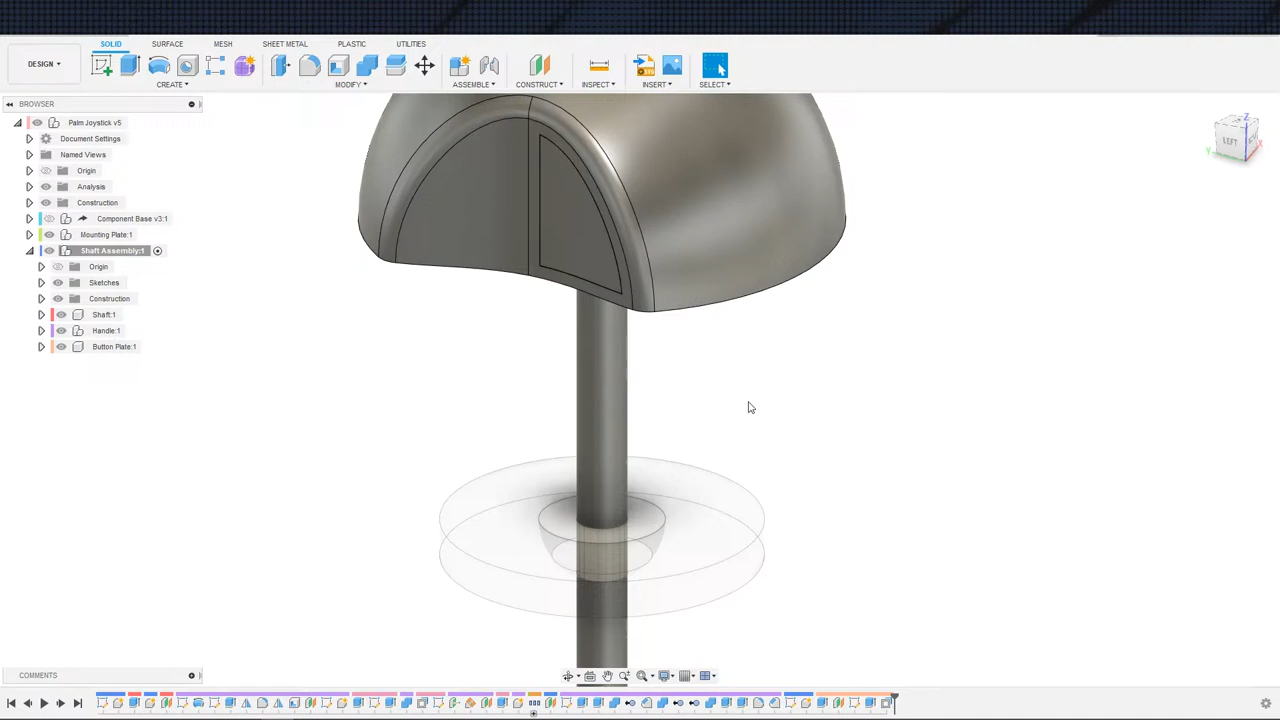 SOLID SURFACE MESH SHEET METAL PLASTIC UTILITIES
DESIGN
CREATE MODIFY ASSEMBLE CONSTRUCT INSPECT INSERT SELECT
BROWSER
Palm Joystick v5
Document Settings
Named Views
Origin
Analysis
Construction
Component Base v3:1
Mounting Plate:1
Shaft Assembly:1
Origin
Sketches
Construction
Shaft:1
Handle:1
Button Plate:1
LEFT
Z
Y
X
COMMENTS